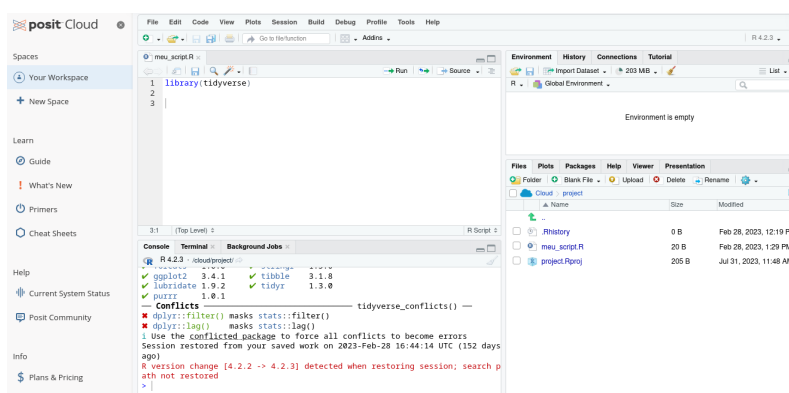 posit Cloud
Spaces
Your Workspace
New Space
Learn
Guide
What's New
Primers
Cheat Sheets
Help
Current System Status
Posit Community
Info
Plans & Pricing
File Edit Code View Plots Session Build Debug Profile Tools Help
Go to file/function Addins R 4.2.3
meu_script.R
Run Source
1 library(tidyverse)
2
3
3:1 (Top Level) R Script
Console Terminal Background Jobs
R 4.2.3 · /cloud/project/
✔ ggplot2 3.4.1 ✔ tibble 3.1.8
✔ lubridate 1.9.2 ✔ tidyr 1.3.0
✔ purrr 1.0.1
── Conflicts ── tidyverse_conflicts() ──
✖ dplyr::filter() masks stats::filter()
✖ dplyr::lag() masks stats::lag()
ℹ Use the conflicted package to force all conflicts to become errors
Session restored from your saved work on 2023-Feb-28 16:44:14 UTC (152 days
ago)
R version change [4.2.2 -> 4.2.3] detected when restoring session; search p
ath not restored
>
Environment History Connections Tutorial
Import Dataset 203 MiB List
R Global Environment
Environment is empty
Files Plots Packages Help Viewer Presentation
Folder Blank File Upload Delete Rename
Cloud project
Name Size Modified
..
.Rhistory 0 B Feb 28, 2023, 12:19 P
meu_script.R 20 B Feb 28, 2023, 1:29 PM
project.Rproj 205 B Jul 31, 2023, 11:48 AM